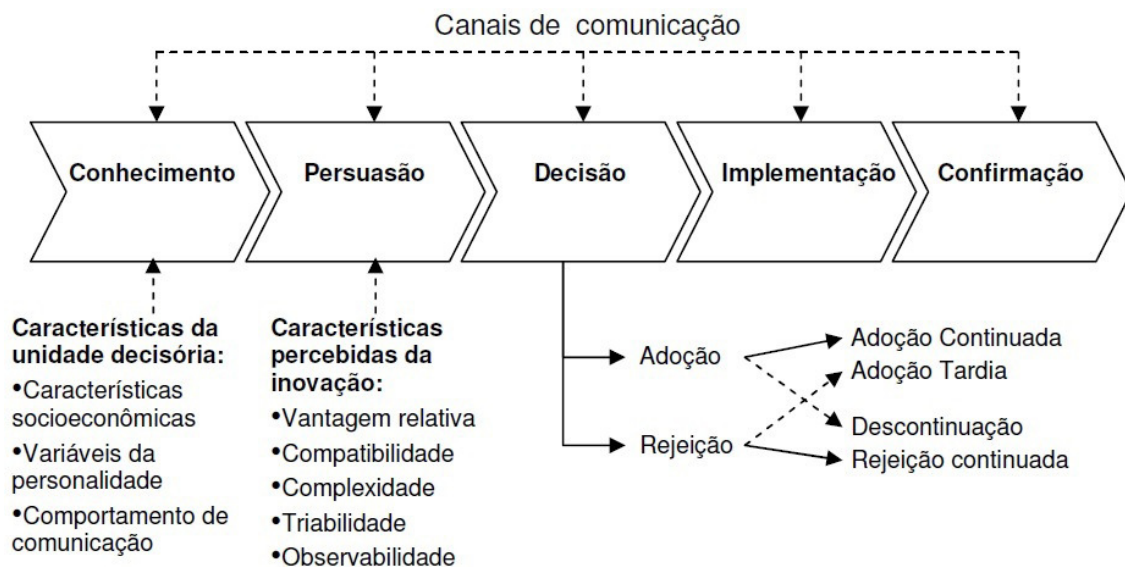 Canais de comunicação
Conhecimento
Persuasão
Decisão
Implementação
Confirmação
Características da
unidade decisória:
•Características
socioeconômicas
•Variáveis da
personalidade
•Comportamento de
comunicação
Características
percebidas da
inovação:
•Vantagem relativa
•Compatibilidade
•Complexidade
•Triabilidade
•Observabilidade
Adoção
Rejeição
Adoção Continuada
Adoção Tardia
Descontinuação
Rejeição continuada